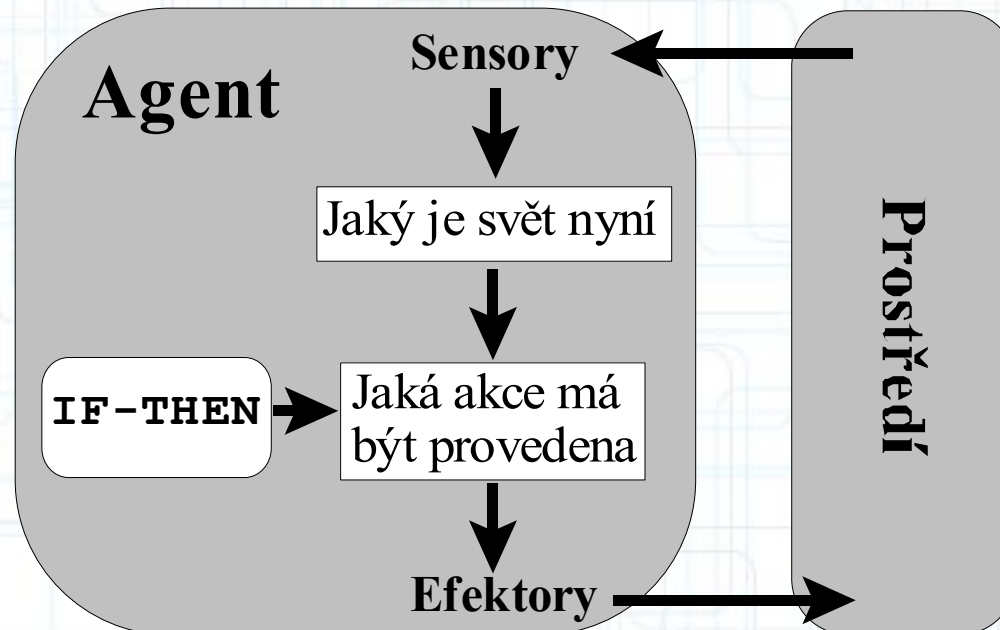 Agent
Sensory
Jaký je svět nyní
IF-THEN
Jaká akce má
být provedena
Efektory
Prostředí